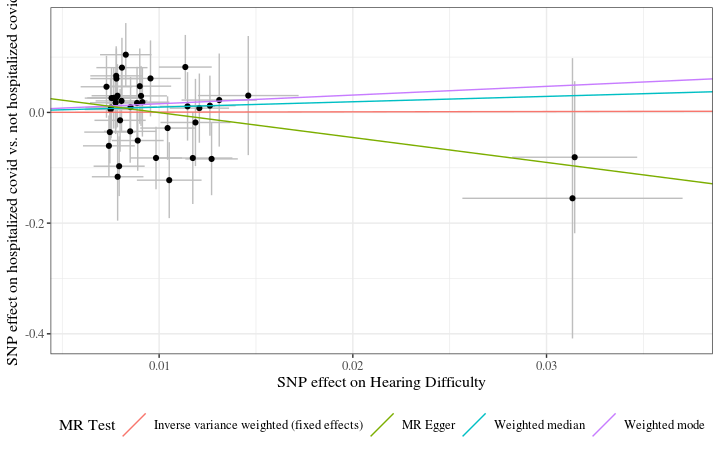 SNP effect on hospitalized covid vs. not hospitalized covid
0.0
-0.2
-0.4
0.01
0.02
0.03
SNP effect on Hearing Difficulty
MR Test
Inverse variance weighted (fixed effects)
MR Egger
Weighted median
Weighted mode